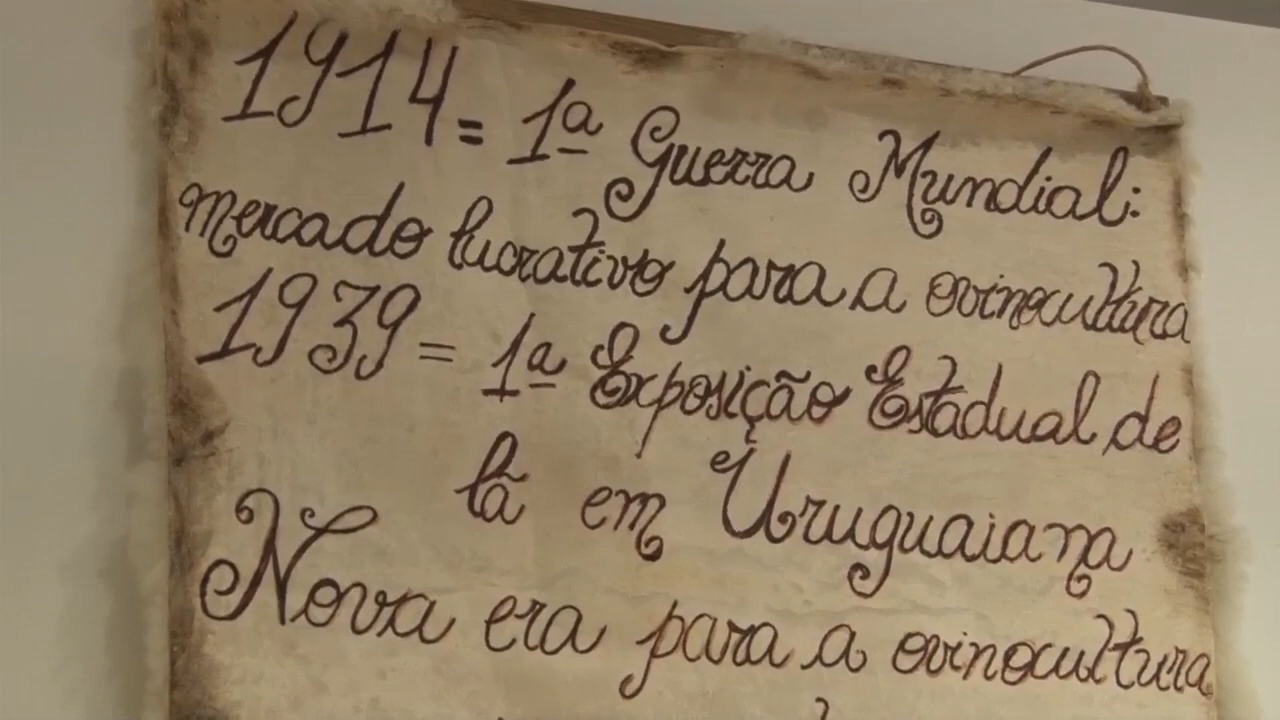 1914 = 1ª Guerra Mundial:
mercado lucrativo para a ovinocultura
1939 = 1ª Exposição Estadual de
lã em Uruguaiana
Nova era para a ovinocultura